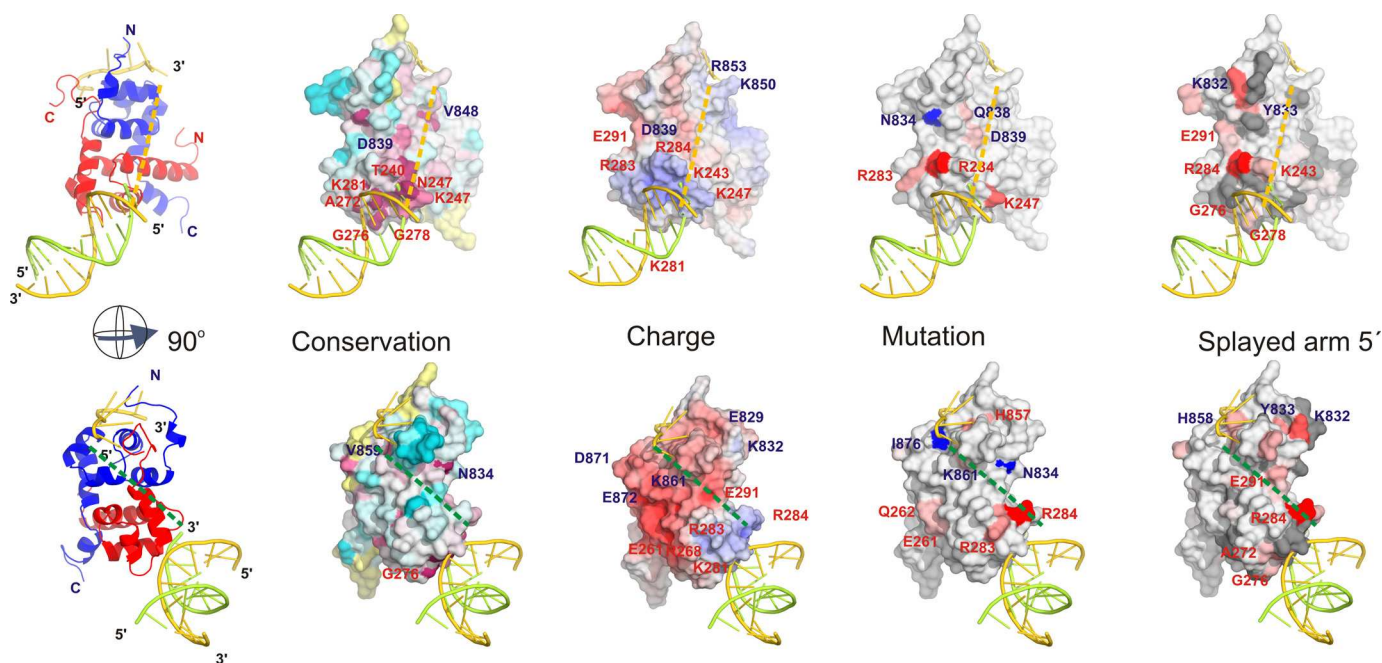 N
3'
5'
C
N
5'
C
5'
3'
V848
D839
T240
K281
N247
A272
K247
G276
G278
R853
K850
E291
D839
R284
R283
K243
K247
K281
N834
Q838
D839
R283
R234
K247
K832
Y833
E291
R284
K243
G276
G278
90°
Conservation
Charge
Mutation
Splayed arm 5´
N
3'
5'
3'
C
5'
5'
3'
V859
N834
G276
E829
K832
D871
K861
E872
E291
R284
R283
E261
K281
H857
I876
K861
N834
Q262
R284
E261
R283
H858
Y833
K832
E291
R284
A272
G276